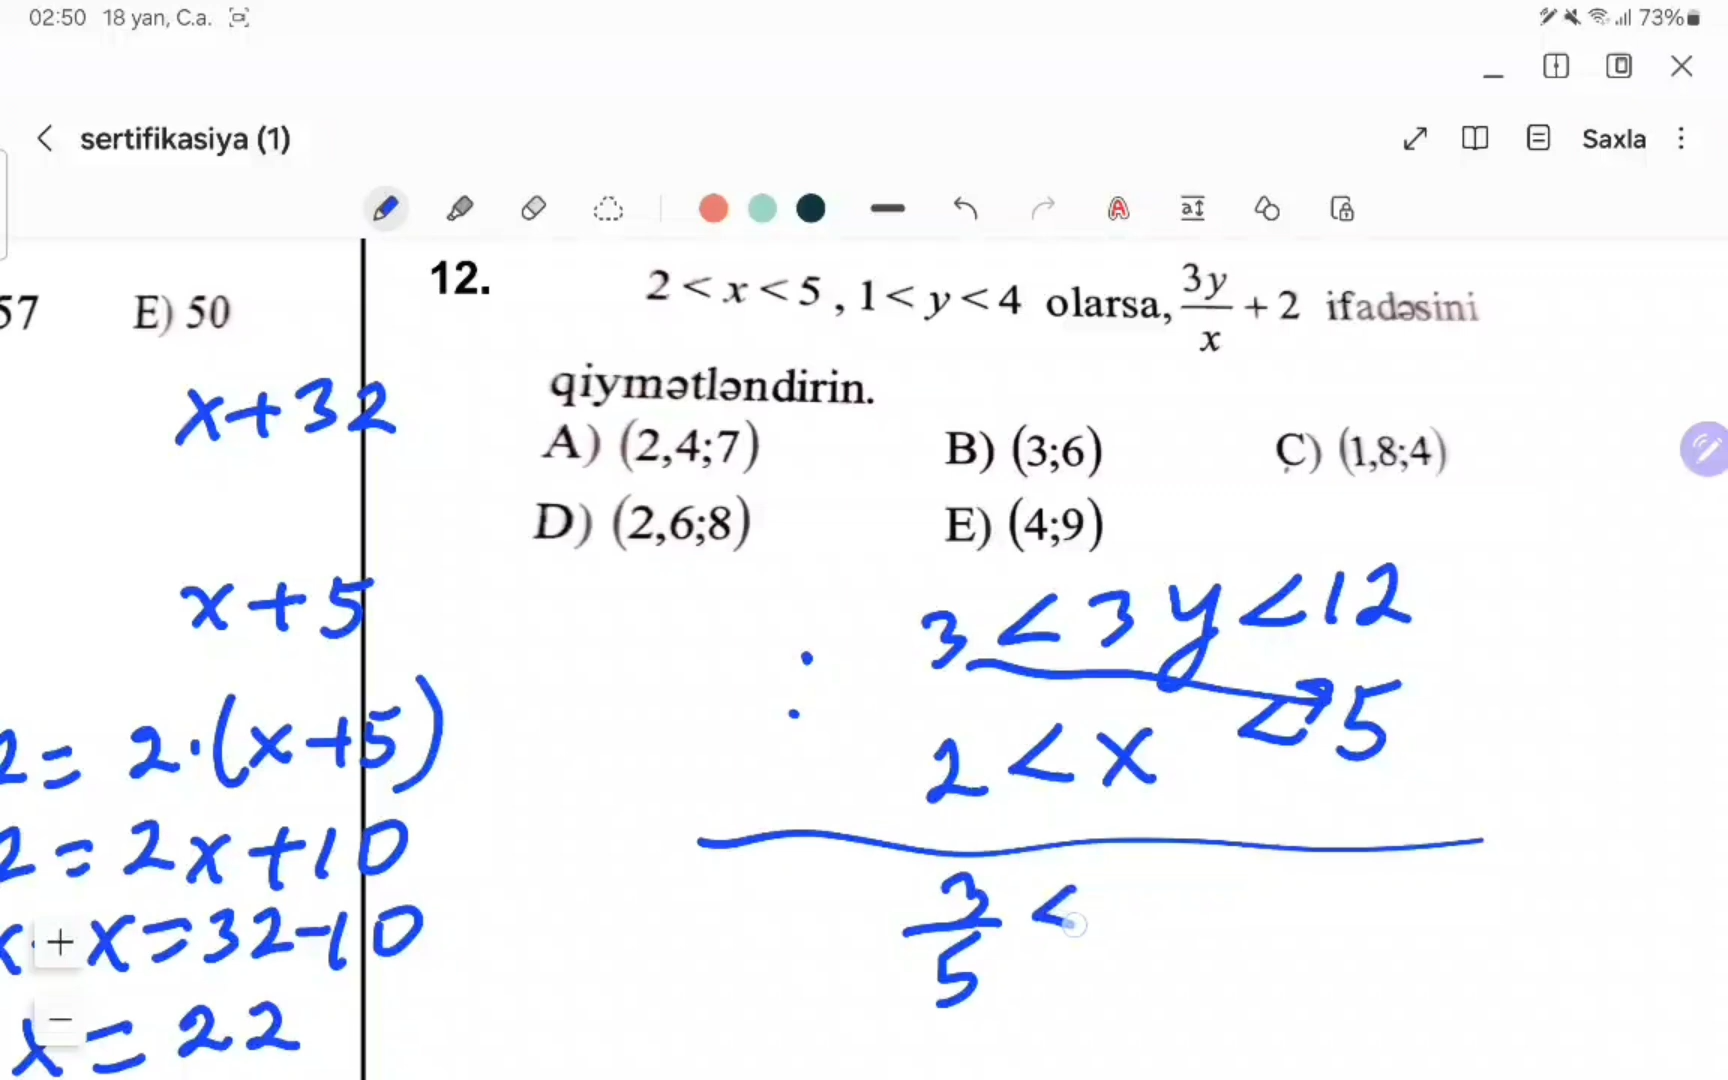 02:50 18 yan, C.a.
73%
sertifikasiya (1)
Saxla
57 E) 50
x+32
x+5
2= 2·(x+5)
2=2x+10
x-x=32-10
x=22
12. 2 < x < 5 , 1 < y < 4 olarsa, 3y/x + 2 ifadəsini
qiymətləndirin.
A) (2,4;7) B) (3;6) C) (1,8;4)
D) (2,6;8) E) (4;9)
3<3y<12
: 2<x<5
3/5 <